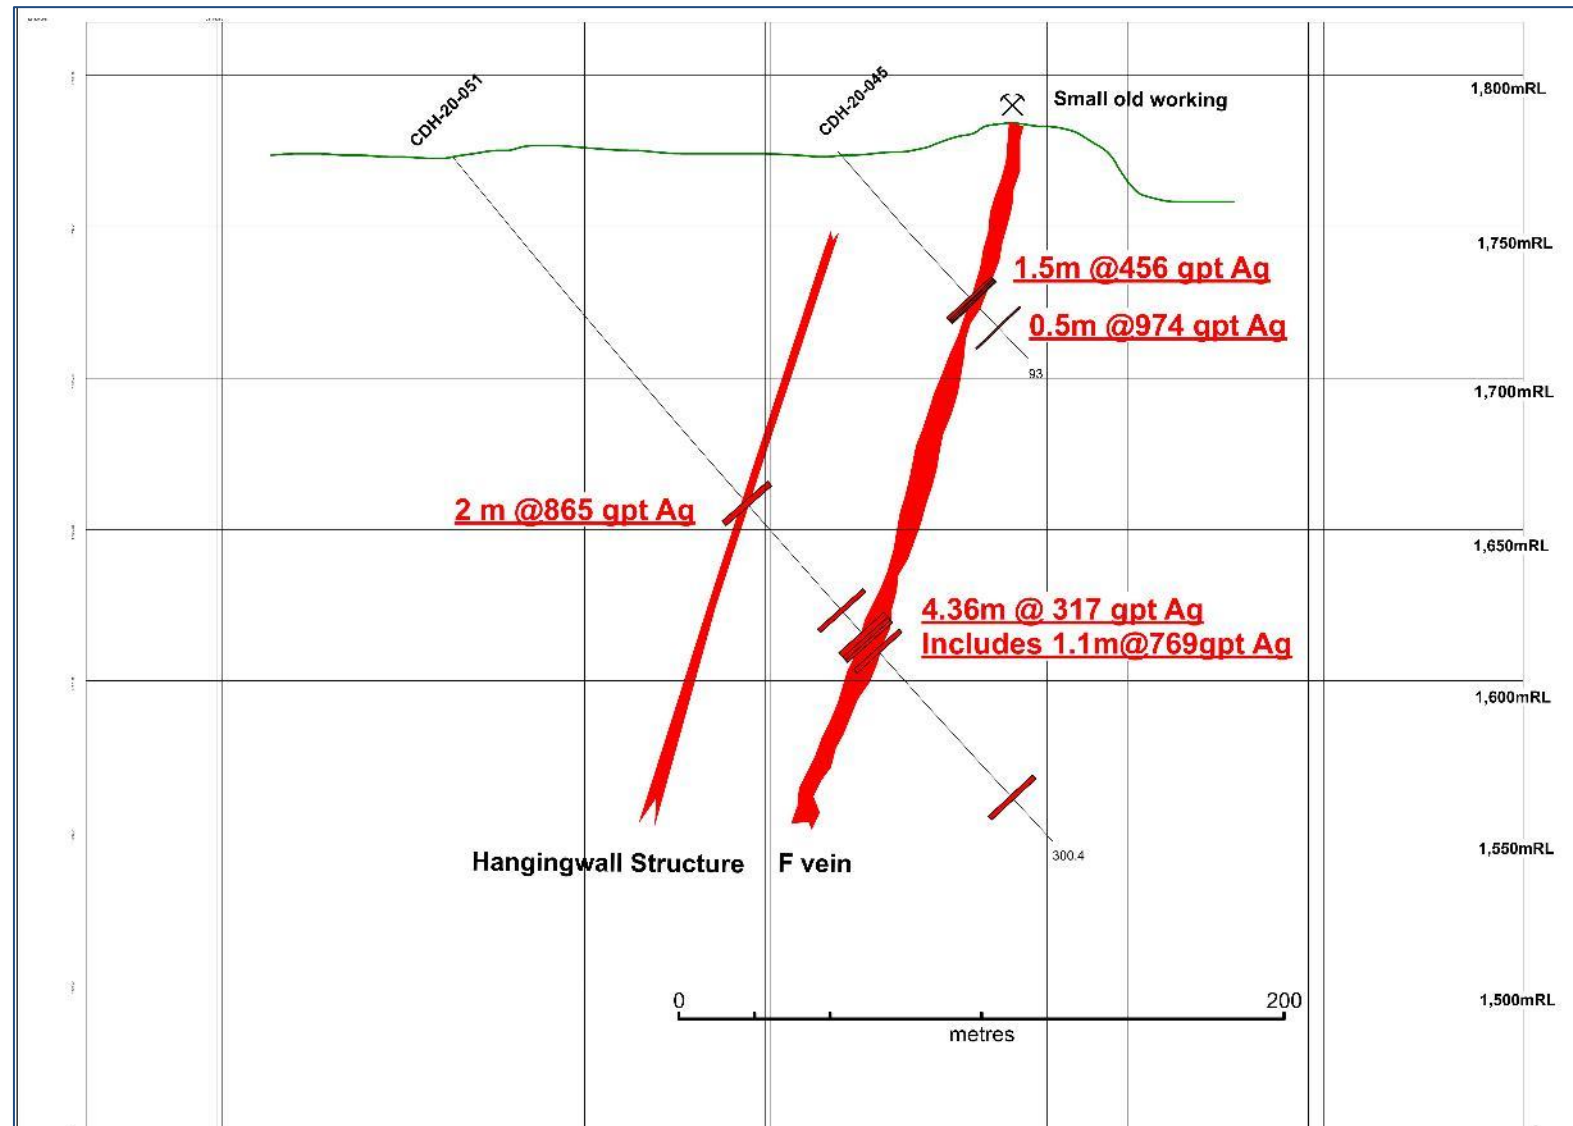 CDH-20-051
CDH-20-045
Small old working
1,800mRL
1,750mRL
1.5m @456 gpt Ag
0.5m @974 gpt Ag
93
1,700mRL
2 m @865 gpt Ag
1,650mRL
4.36m @ 317 gpt Ag
Includes 1.1m@769gpt Ag
1,600mRL
300.4
1,550mRL
Hangingwall Structure
F vein
0
200
1,500mRL
metres